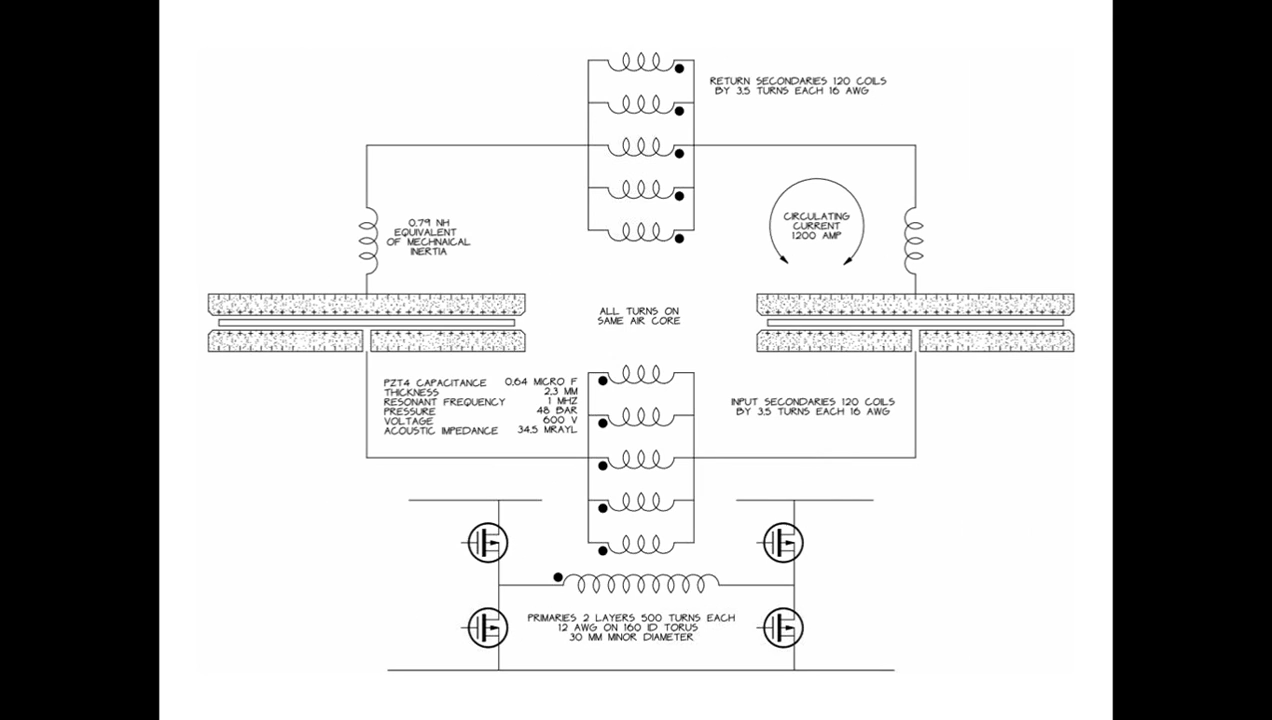 RETURN SECONDARIES 120 COILS
BY 3.5 TURNS EACH 16 AWG
0.79 NH
EQUIVALENT
OF MECHNAICAL
INERTIA
CIRCULATING
CURRENT
1200 AMP
ALL TURNS ON
SAME AIR CORE
PZT4 CAPACITANCE 0.64 MICRO F
THICKNESS 2.3 MM
RESONANT FREQUENCY 1 MHZ
PRESSURE 48 BAR
VOLTAGE 600 V
ACOUSTIC IMPEDANCE 34.5 MRAYL
INPUT SECONDARIES 120 COILS
BY 3.5 TURNS EACH 16 AWG
PRIMARIES 2 LAYERS 500 TURNS EACH
12 AWG ON 160 ID TORUS
30 MM MINOR DIAMETER